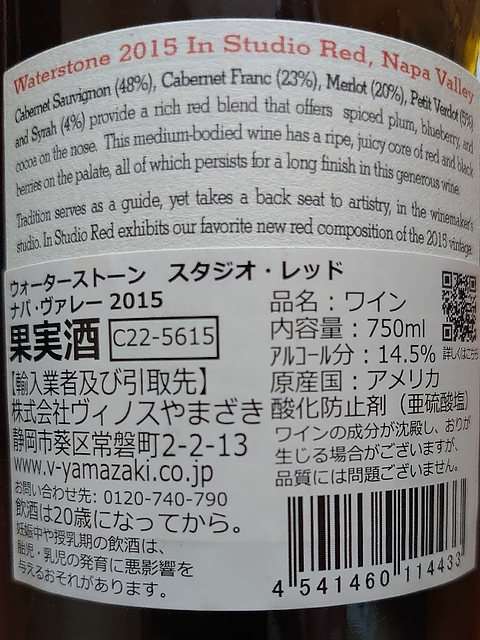 Waterstone 2015 In Studio Red, Napa Valley
Cabernet Sauvignon (48%), Cabernet Franc (23%), Merlot (20%), Petit Verdot (5%)
and Syrah (4%) provide a rich red blend that offers spiced plum, blueberry, and
cocoa on the nose. This medium-bodied wine has a ripe, juicy core of red and black
berries on the palate, all of which persists for a long finish in this generous wine.
Tradition serves as a guide, yet takes a back seat to artistry, in the winemaker's
studio. In Studio Red exhibits our favorite new red composition of the 2015 vintage.
ウォーターストーン スタジオ・レッド
ナパ・ヴァレー 2015
果実酒 C22-5615
【輸入業者及び引取先】
株式会社ヴィノスやまざき
静岡市葵区常磐町2-2-13
www.v-yamazaki.co.jp
お問い合わせ先: 0120-740-790
飲酒は20歳になってから。
妊娠中や授乳期の飲酒は、
胎児・乳児の発育に悪影響を
与えるおそれがあります。
品名：ワイン
内容量：750ml
アルコール分：14.5%
原産国：アメリカ
酸化防止剤（亜硫酸塩）
ワインの成分が沈殿し、おりが
生じる場合がございますが、
品質には問題ございません。
詳しくはこちら
4 541460 114433